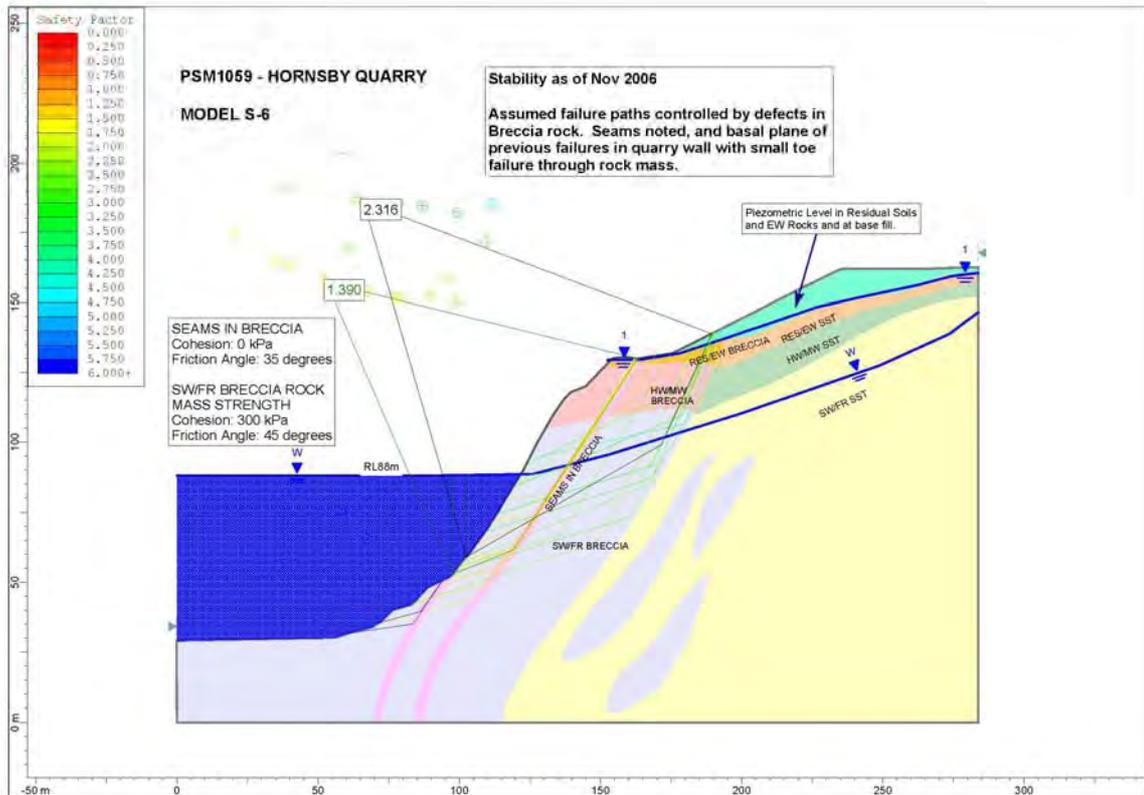 Safety Factor
0.000
0.250
0.500
0.750
1.000
1.250
1.500
1.750
2.000
2.250
2.500
2.750
3.000
3.250
3.500
3.750
4.000
4.250
4.500
4.750
5.000
5.250
5.500
5.750
6.000+
PSM1059 - HORNSBY QUARRY
MODEL S-6
Stability as of Nov 2006
Assumed failure paths controlled by defects in
Breccia rock. Seams noted, and basal plane of
previous failures in quarry wall with small toe
failure through rock mass.
2.316
1.390
Piezometric Level in Residual Soils
and EW Rocks and at base fill.
1
1
SEAMS IN BRECCIA
Cohesion: 0 kPa
Friction Angle: 35 degrees
SW/FR BRECCIA ROCK
MASS STRENGTH
Cohesion: 300 kPa
Friction Angle: 45 degrees
W
RL88m
RES/EW BRECCIA
RES/EW SST
HW/MW SST
W
HW/MW
BRECCIA
SW/FR SST
SEAMS IN BRECCIA
SW/FR BRECCIA
250
200
150
100
50
0 m
-50 m
0
50
100
150
200
250
300